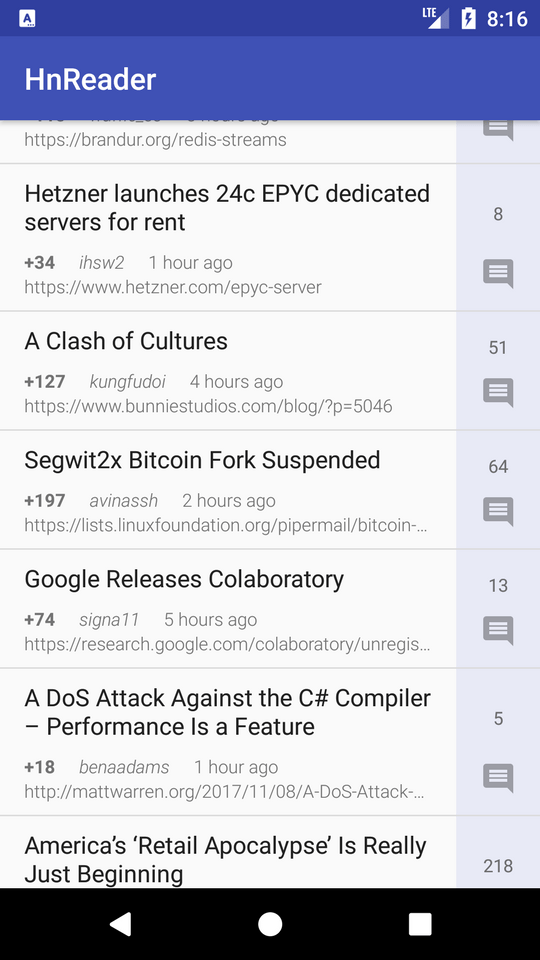 LTE 8:16
HnReader
https://brandur.org/redis-streams
Hetzner launches 24c EPYC dedicated
servers for rent
8
+34 ihsw2 1 hour ago
https://www.hetzner.com/epyc-server
A Clash of Cultures
51
+127 kungfudoi 4 hours ago
https://www.bunniestudios.com/blog/?p=5046
Segwit2x Bitcoin Fork Suspended
64
+197 avinassh 2 hours ago
https://lists.linuxfoundation.org/pipermail/bitcoin-…
Google Releases Colaboratory
13
+74 signa11 5 hours ago
https://research.google.com/colaboratory/unregis…
A DoS Attack Against the C# Compiler
– Performance Is a Feature
5
+18 benaadams 1 hour ago
http://mattwarren.org/2017/11/08/A-DoS-Attack-…
America’s ‘Retail Apocalypse’ Is Really
Just Beginning
218